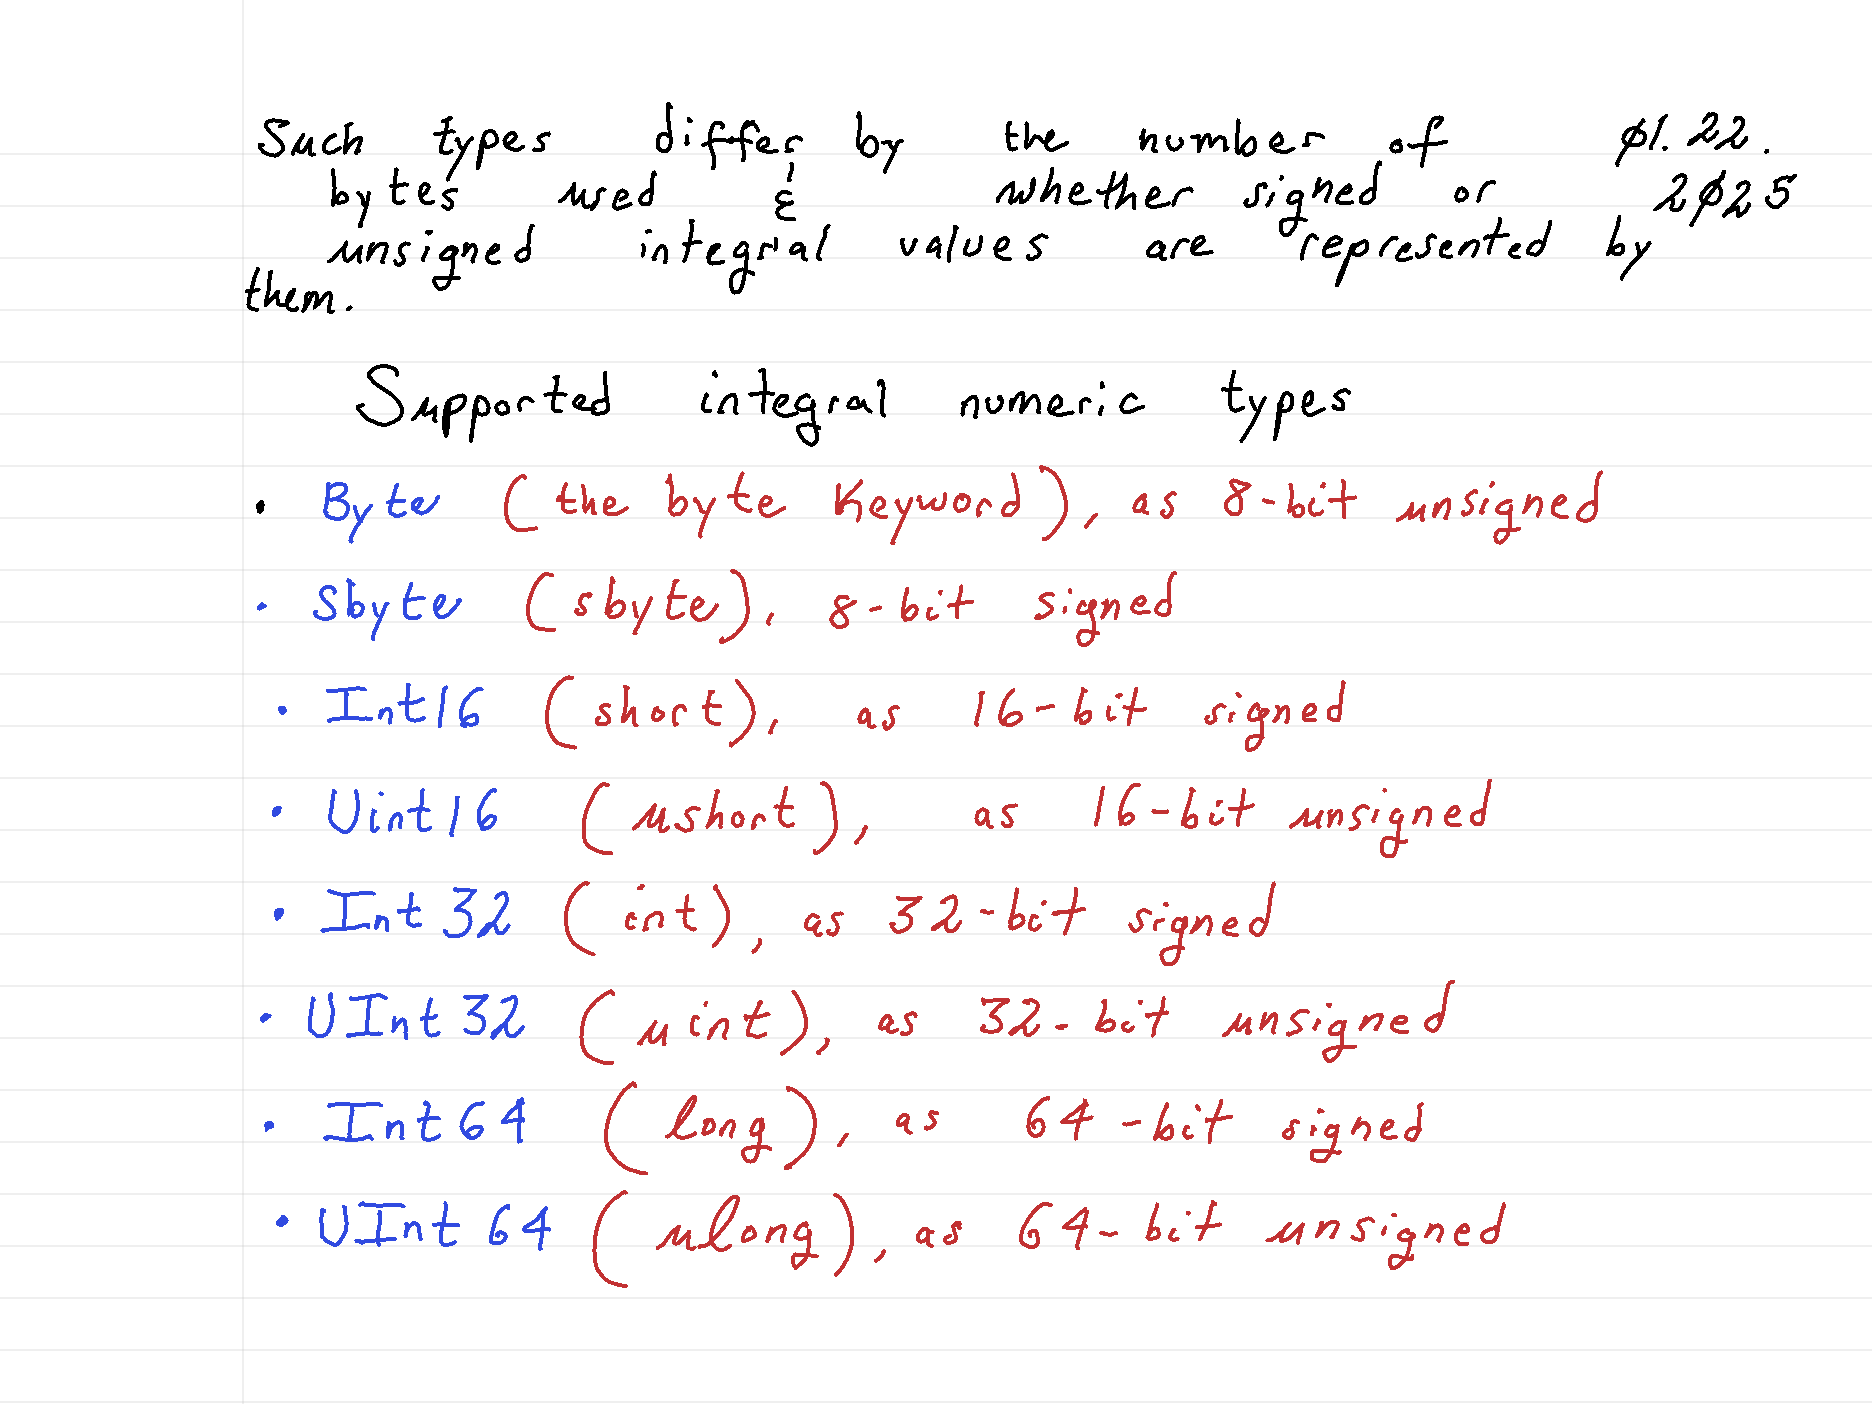 Such types differ by the number of ø1.22.
bytes used & whether signed or 2ø25
unsigned integral values are represented by
them.
Supported integral numeric types
• Byte (the byte keyword), as 8-bit unsigned
• Sbyte (sbyte), 8-bit signed
• Int16 (short), as 16-bit signed
• Uint16 (ushort), as 16-bit unsigned
• Int32 (int), as 32-bit signed
• UInt32 (uint), as 32-bit unsigned
• Int64 (long), as 64-bit signed
• UInt64 (ulong), as 64-bit unsigned